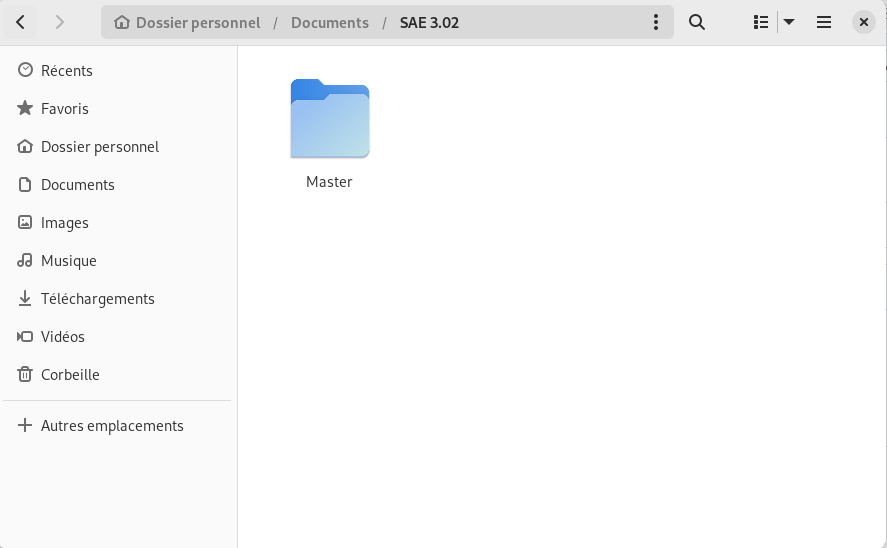 Dossier personnel / Documents / SAE 3.02
Récents
Favoris
Dossier personnel
Documents
Images
Musique
Téléchargements
Vidéos
Corbeille
Autres emplacements
Master